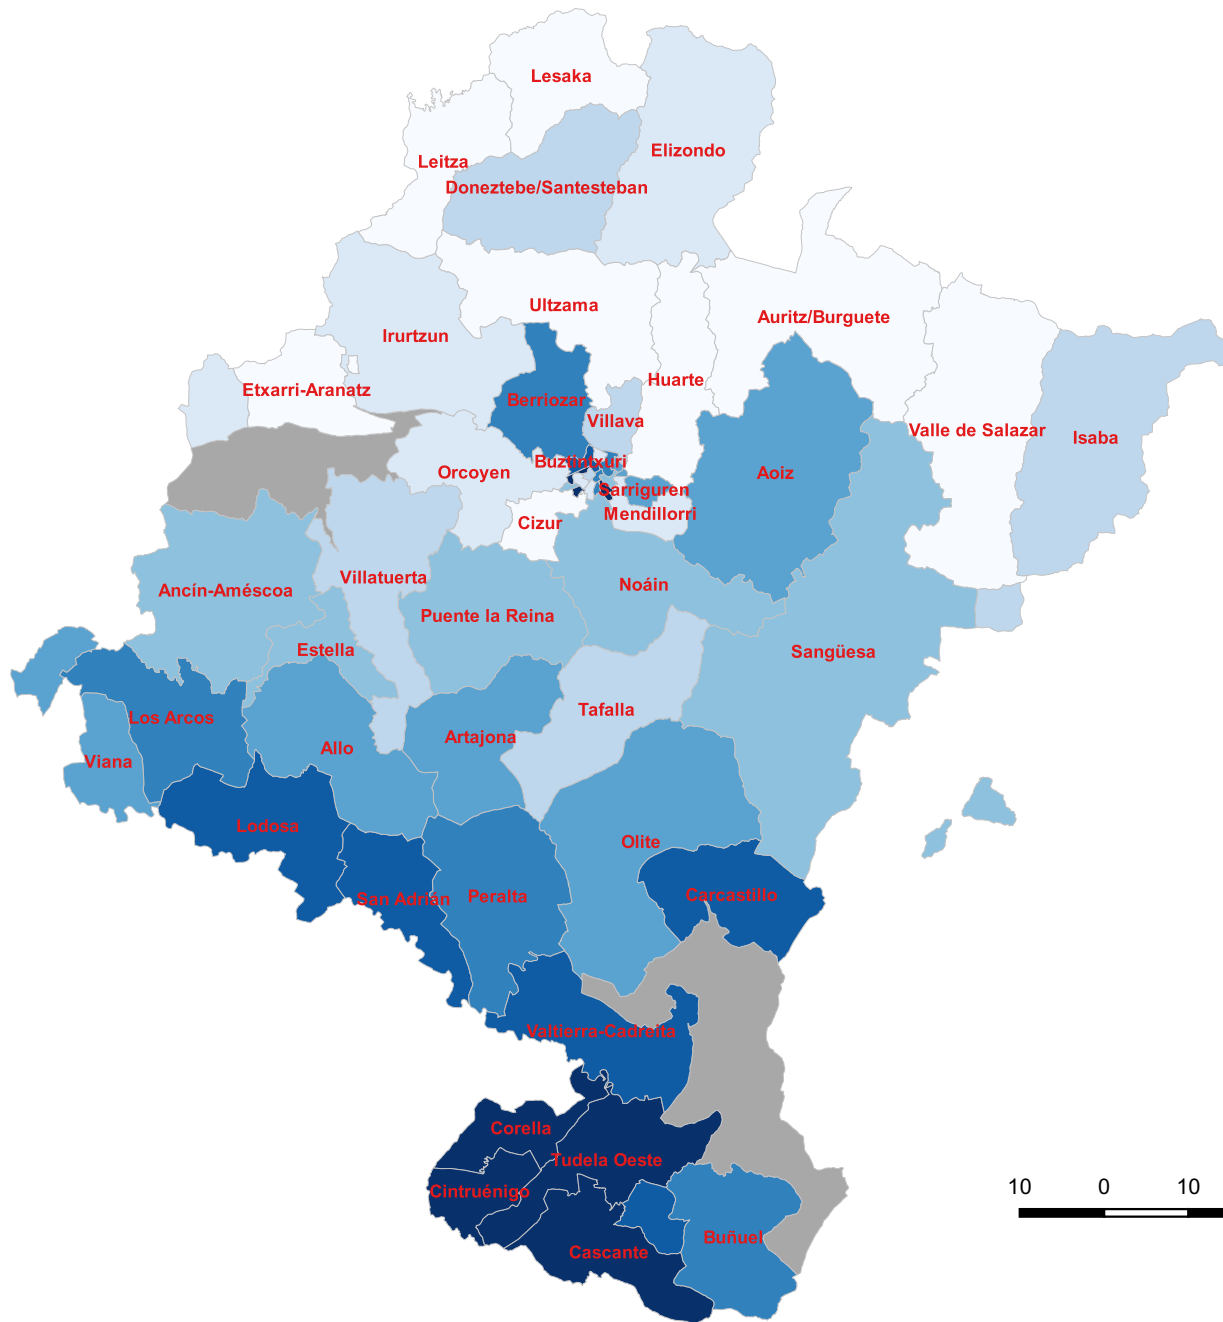 Lesaka
Elizondo
Leitza
Doneztebe/Santesteban
Ultzama
Auritz/Burguete
Irurtzun
Huarte
Etxarri-Aranatz
Berriozar
Villava
Valle de Salazar
Isaba
Buztintxuri
Orcoyen
Aoiz
Sarriguren
Mendillorri
Cizur
Villatuerta
Noáin
Ancín-Améscoa
Puente la Reina
Estella
Sangüesa
Tafalla
Los Arcos
Artajona
Allo
Viana
Lodosa
Olite
San Adrián
Peralta
Carcastillo
Valtierra-Cadreita
Corella
Tudela Oeste
Cintruénigo
10 0 10
Buñuel
Cascante